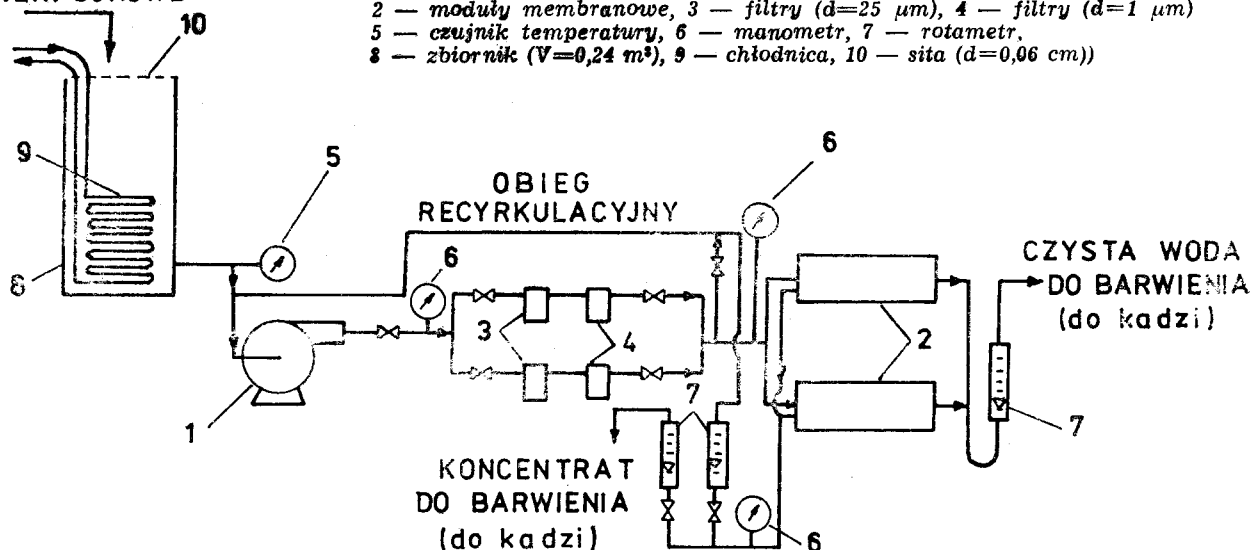 2 — moduły membranowe, 3 — filtry (d=25 μm), 4 — filtry (d=1 μm)
5 — czujnik temperatury, 6 — manometr, 7 — rotametr,
8 — zbiornik (V=0,24 m³), 9 — chłodnica, 10 — sita (d=0,06 cm))
10
9
5
6
OBIEG
RECYRKULACYJNY
CZYSTA WODA
DO BARWIENIA
(do kadzi)
8
6
3
4
2
1
7
7
KONCENTRAT
DO BARWIENIA
(do kadzi)
6